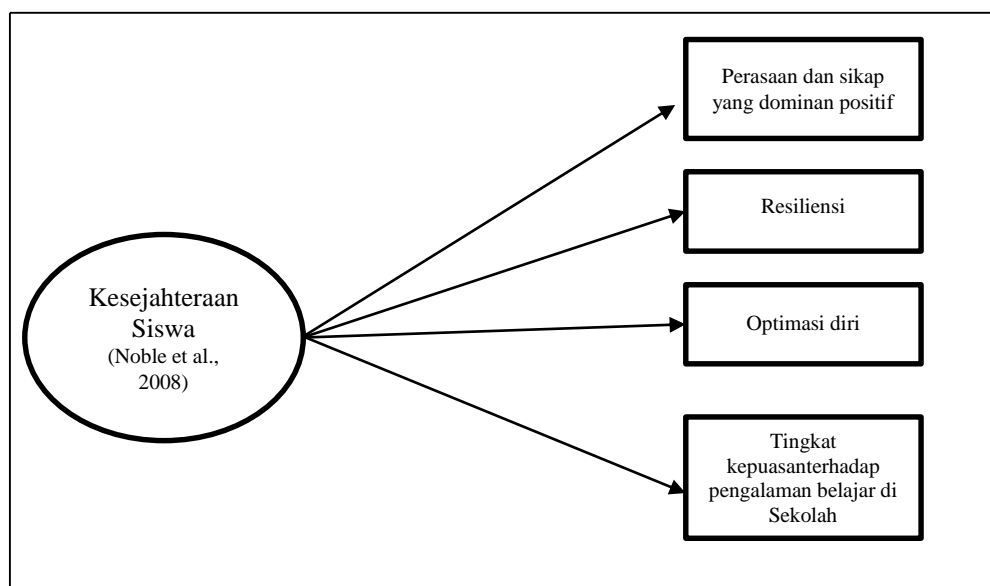 Kesejahteraan
Siswa
(Noble et al.,
2008)
Perasaan dan sikap
yang dominan positif
Resiliensi
Optimasi diri
Tingkat
kepuasanterhadap
pengalaman belajar di
Sekolah